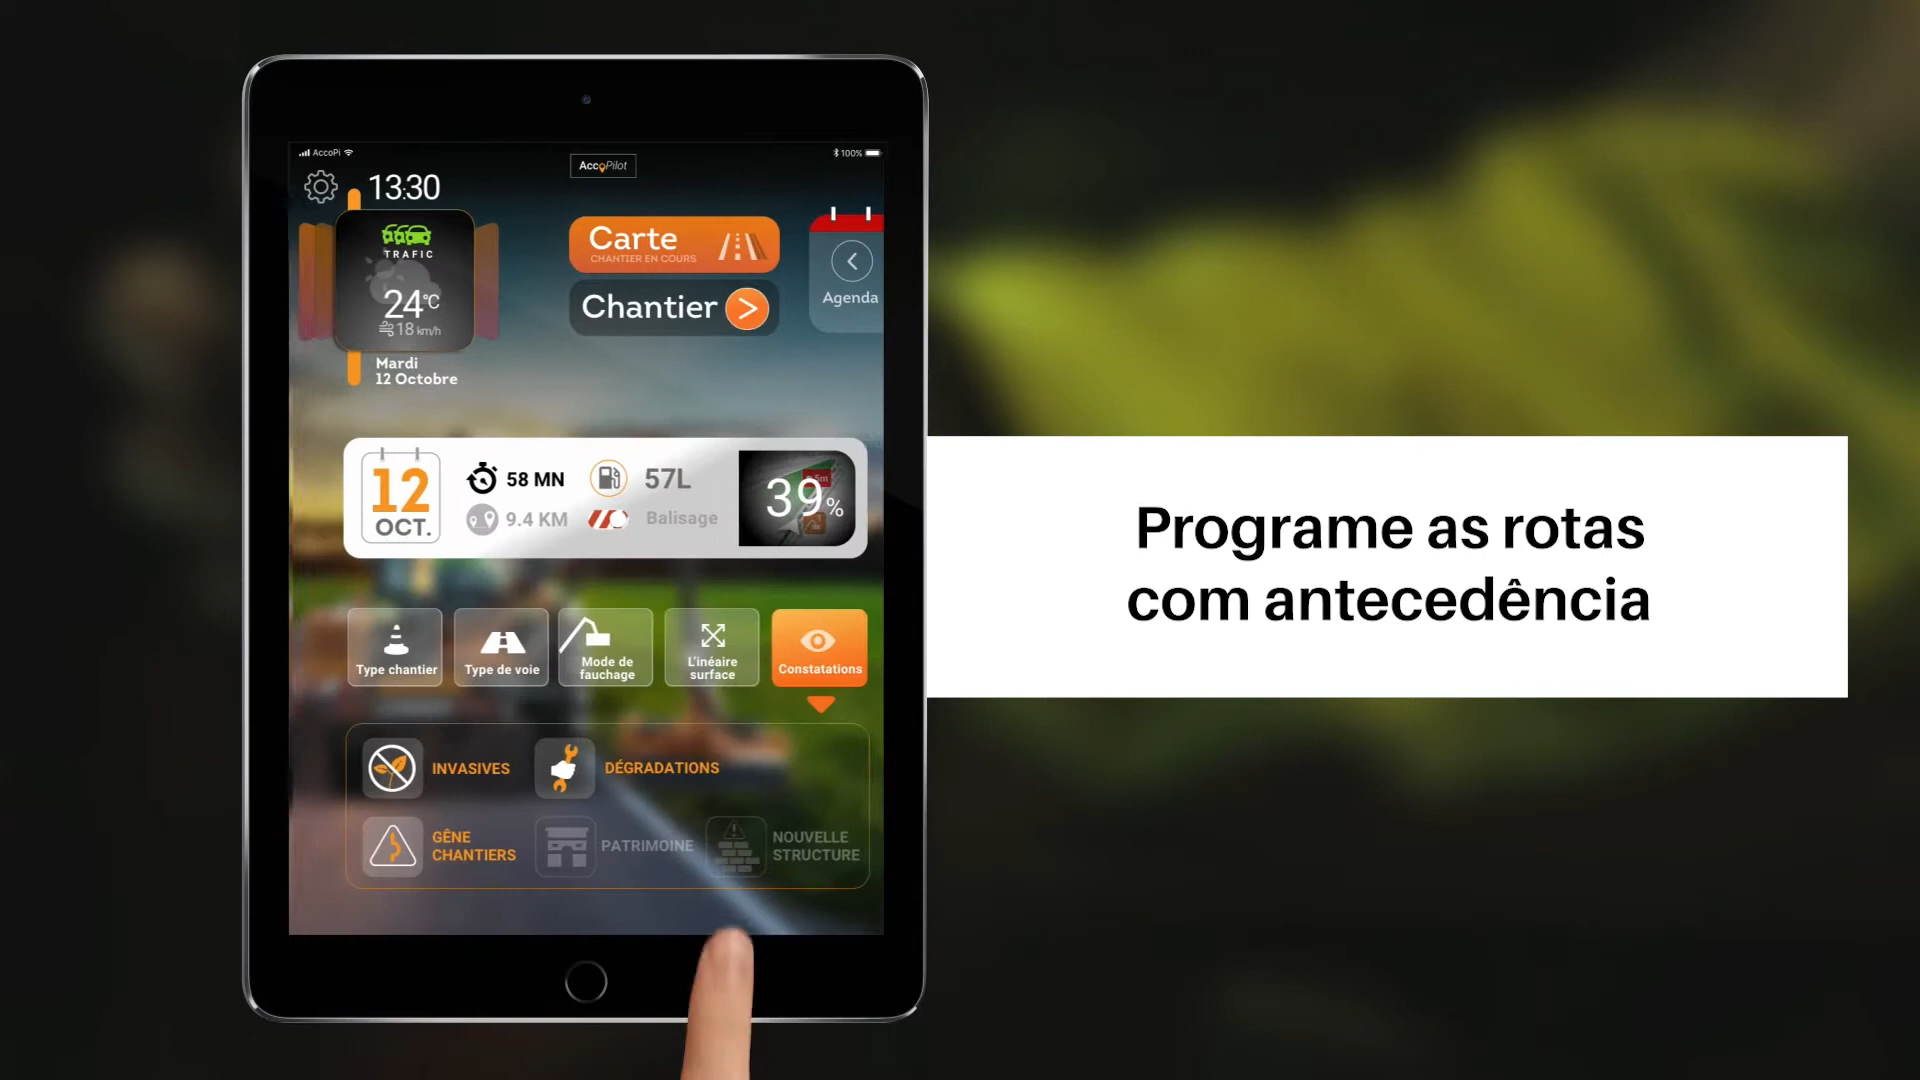 AccoPi
AccoPilot
100%
13:30
TRAFIC
24°C
18 km/h
Mardi
12 Octobre
Carte
CHANTIER EN COURS
Chantier
Agenda
12
OCT.
58 MN
57L
9.4 KM
Balisage
39%
Type chantier
Type de voie
Mode de
fauchage
L'inéaire
surface
Constatations
INVASIVES
DÉGRADATIONS
GÊNE
CHANTIERS
PATRIMOINE
NOUVELLE
STRUCTURE
Programe as rotas
com antecedência